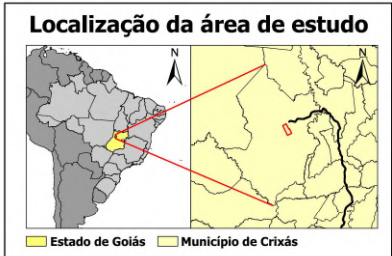 Localização da área de estudo
N
N
Estado de Goiás
Município de Crixás